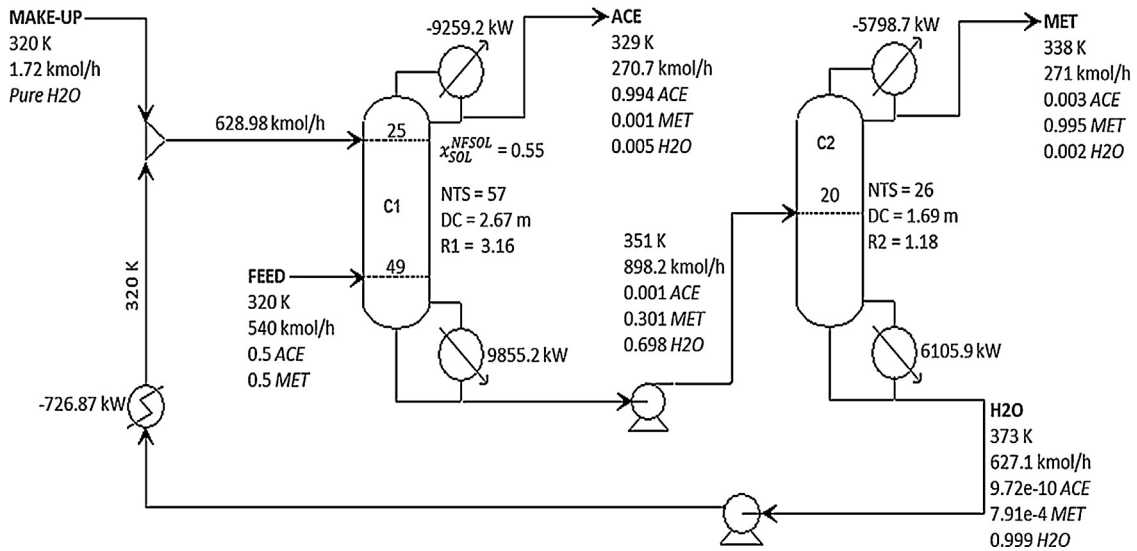 MAKE-UP
320 K
1.72 kmol/h
Pure H2O
628.98 kmol/h
-9259.2 kW
ACE
329 K
270.7 kmol/h
0.994 ACE
0.001 MET
0.005 H2O
25
x_SOL^NFSOL = 0.55
C1
NTS = 57
DC = 2.67 m
R1 = 3.16
49
FEED
320 K
540 kmol/h
0.5 ACE
0.5 MET
9855.2 kW
351 K
898.2 kmol/h
0.001 ACE
0.301 MET
0.698 H2O
-5798.7 kW
MET
338 K
271 kmol/h
0.003 ACE
0.995 MET
0.002 H2O
C2
20
NTS = 26
DC = 1.69 m
R2 = 1.18
6105.9 kW
H2O
373 K
627.1 kmol/h
9.72e-10 ACE
7.91e-4 MET
0.999 H2O
320 K
-726.87 kW